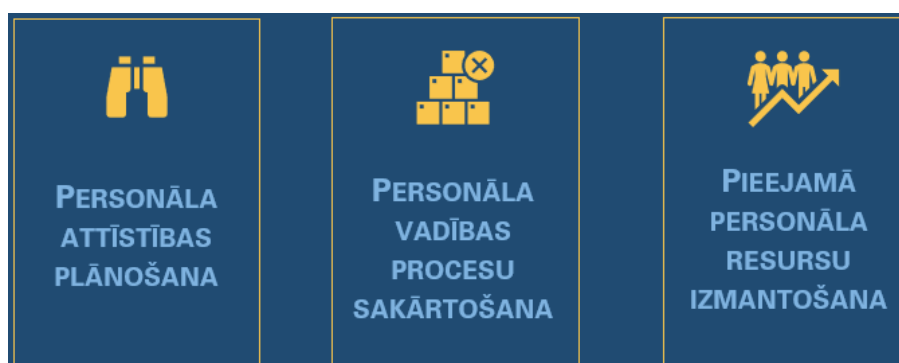 PERSONĀLA
ATTĪSTĪBAS
PLĀNOŠANA
PERSONĀLA
VADĪBAS
PROCESU
SAKĀRTOŠANA
PIEEJAMĀ
PERSONĀLA
RESURSU
IZMANTOŠANA